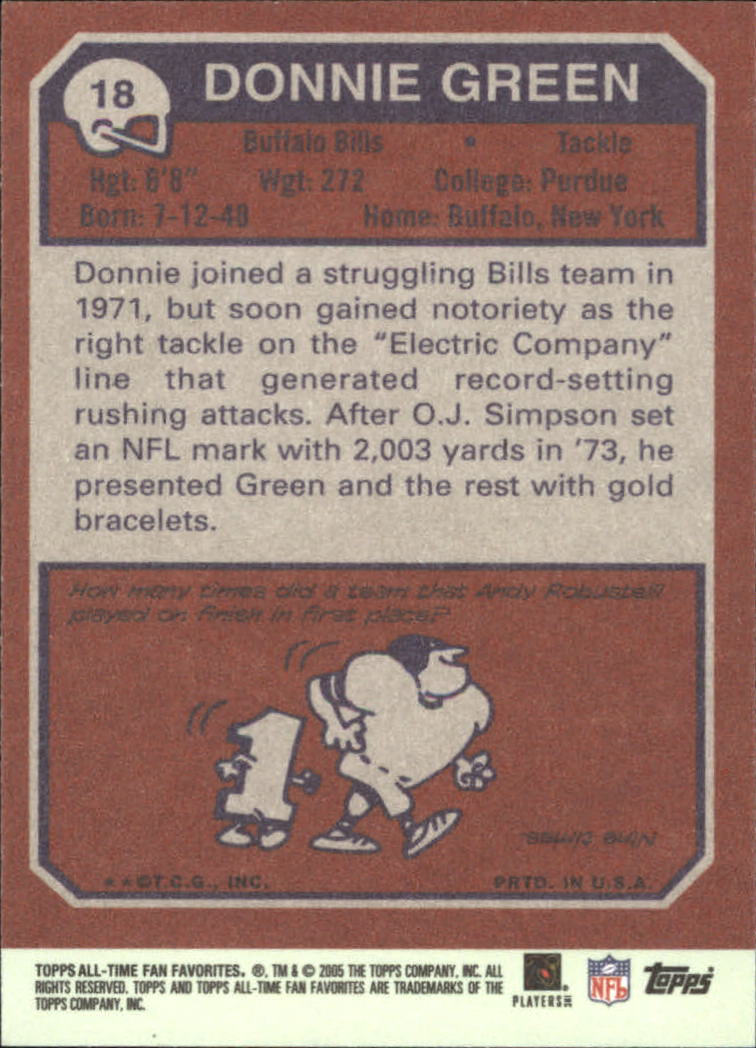 18
DONNIE GREEN
Buffalo Bills • Tackle
Hgt: 6'8" Wgt: 272 College: Purdue
Born: 7-12-48 Home: Buffalo, New York
Donnie joined a struggling Bills team in
1971, but soon gained notoriety as the
right tackle on the "Electric Company"
line that generated record-setting
rushing attacks. After O.J. Simpson set
an NFL mark with 2,003 yards in '73, he
presented Green and the rest with gold
bracelets.
How many times did a team that Andy Robustelli
played on finish in first place?
1
Nine times.
**©T.C.G., INC. PRTD. IN U.S.A.
TOPPS ALL-TIME FAN FAVORITES. ®, TM & © 2005 THE TOPPS COMPANY, INC. ALL
RIGHTS RESERVED. TOPPS AND TOPPS ALL-TIME FAN FAVORITES ARE TRADEMARKS OF THE
TOPPS COMPANY, INC.
PLAYERS INC
NFL
topps